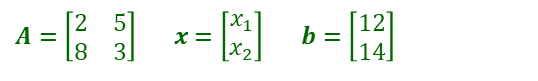 A = [2 5
8 3] x = [x₁
x₂] b = [12
14]